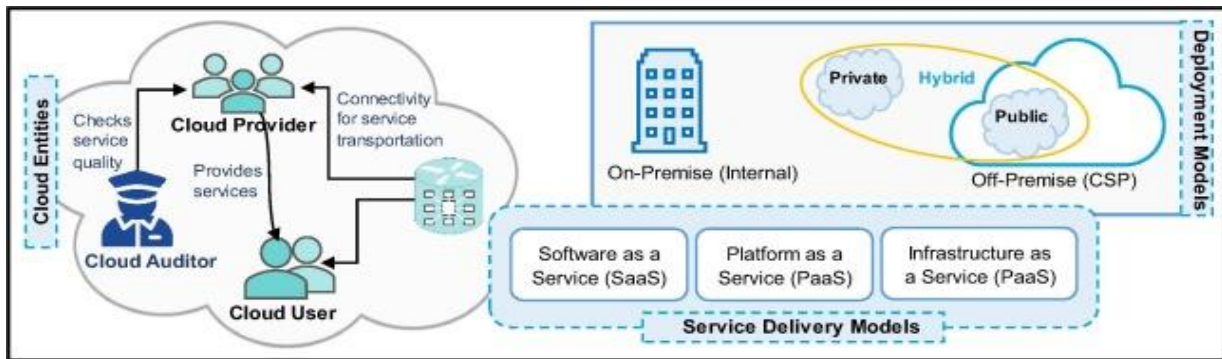 Cloud Entities
Cloud Provider
Checks
service
quality
Connectivity
for service
transportation
Provides
services
Cloud Auditor
Cloud User
Private
Hybrid
Public
On-Premise (Internal)
Off-Premise (CSP)
Deployment Models
Software as a
Service (SaaS)
Platform as a
Service (PaaS)
Infrastructure as
a Service (PaaS)
Service Delivery Models